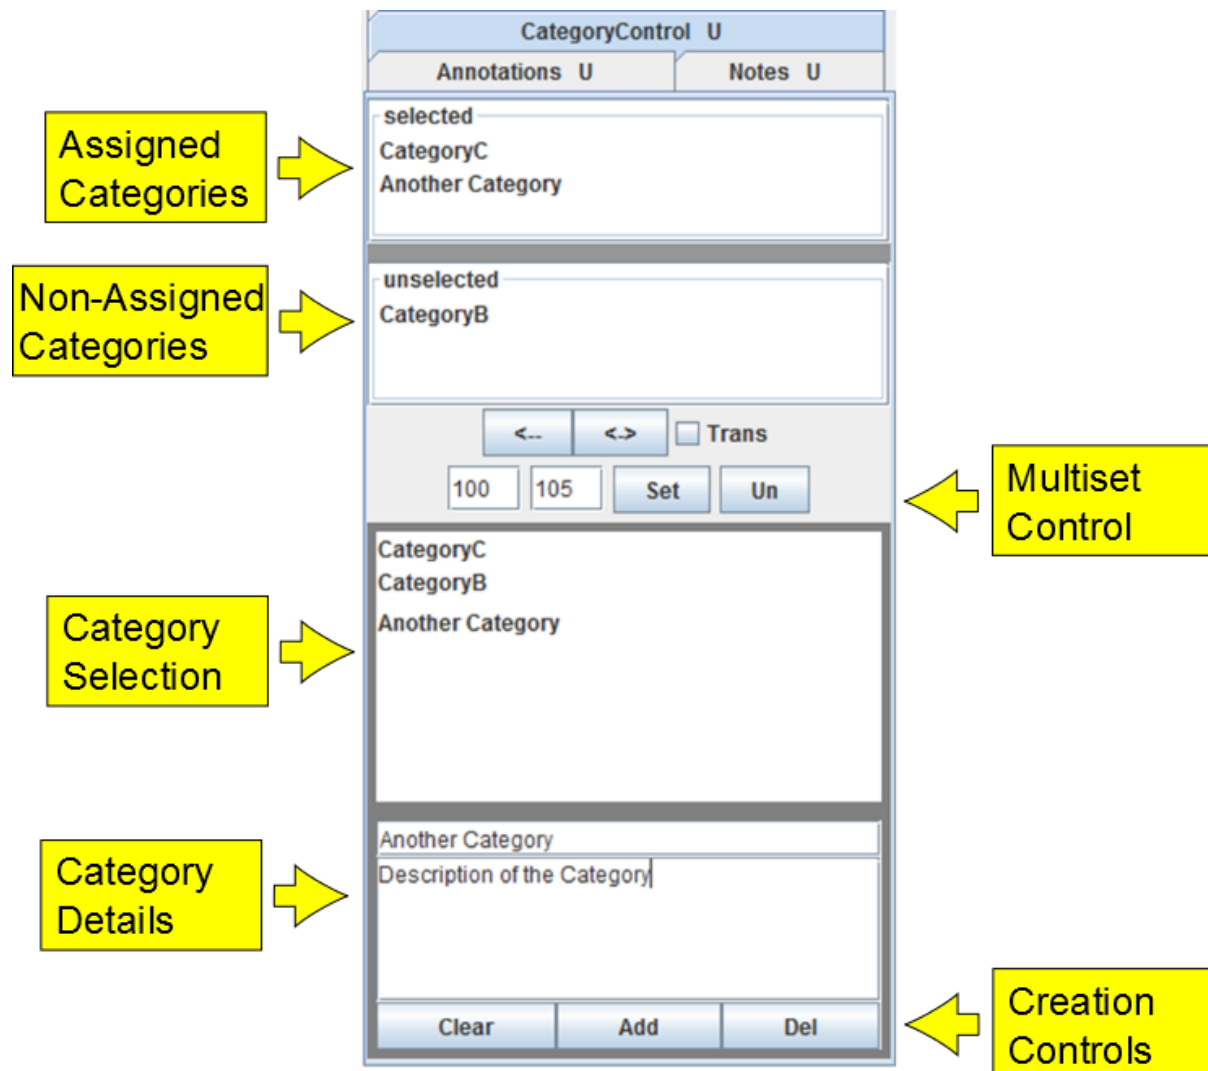 CategoryControl U
Annotations U
Notes U
Assigned
Categories
selected
CategoryC
Another Category
Non-Assigned
Categories
unselected
CategoryB
<--
<->
Trans
100
105
Set
Un
Multiset
Control
Category
Selection
CategoryC
CategoryB
Another Category
Category
Details
Another Category
Description of the Category
Clear
Add
Del
Creation
Controls